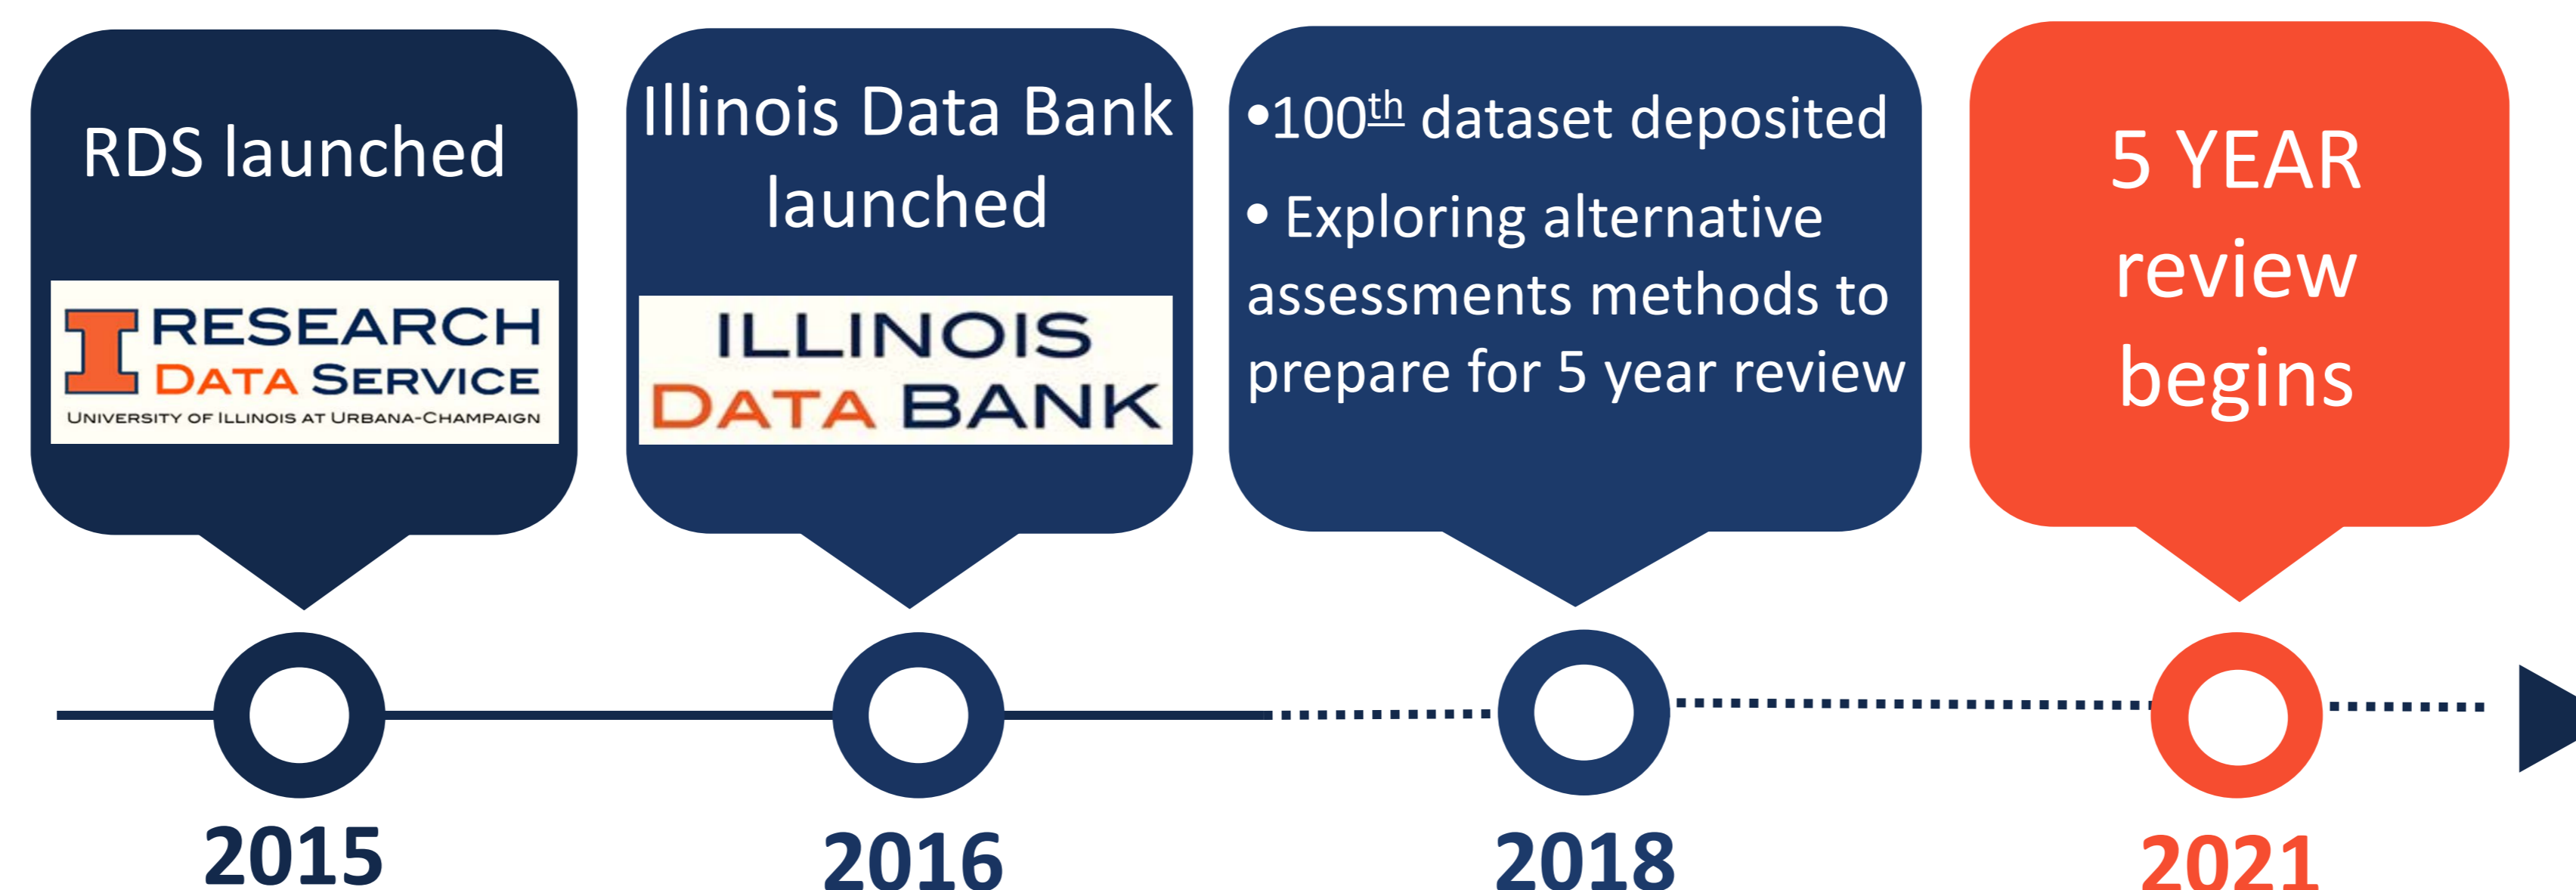 RDS launched
I RESEARCH
DATA SERVICE
UNIVERSITY OF ILLINOIS AT URBANA-CHAMPAIGN
2015
Illinois Data Bank
launched
ILLINOIS
DATA BANK
2016
•100th dataset deposited
• Exploring alternative
assessments methods to
prepare for 5 year review
2018
5 YEAR
review
begins
2021